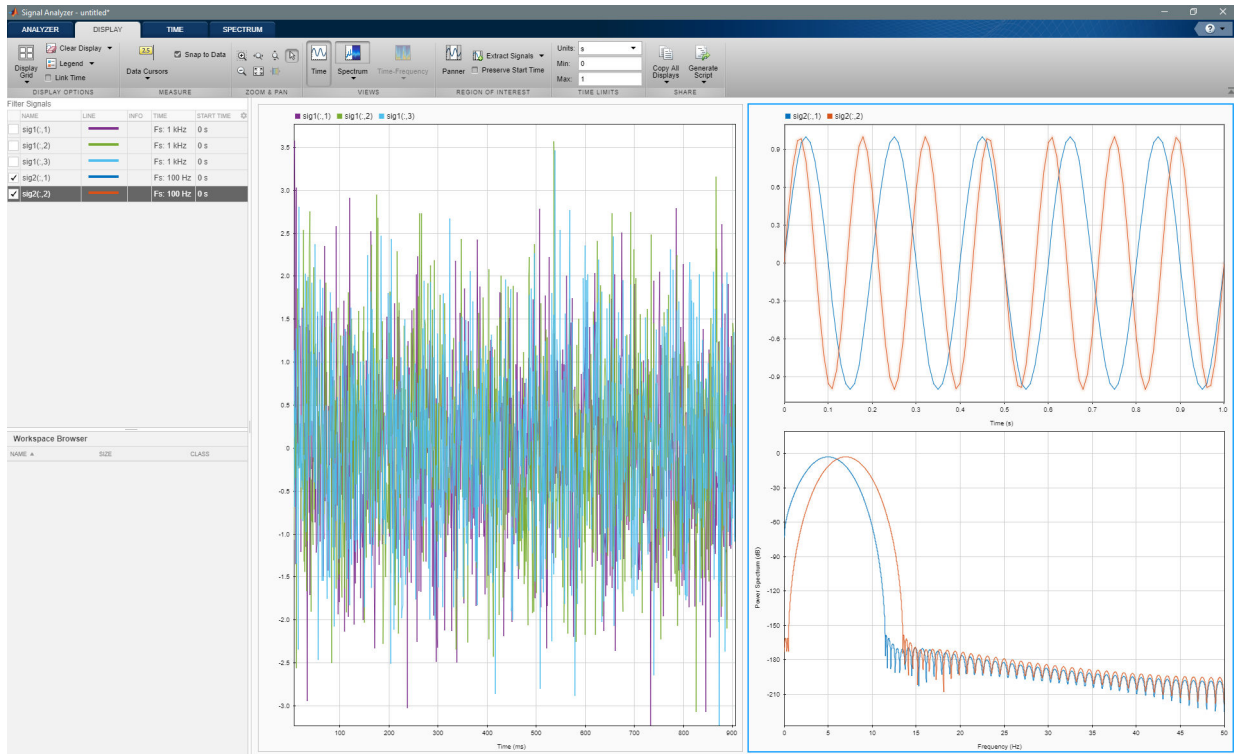 Signal Analyzer - untitled*
ANALYZER DISPLAY TIME SPECTRUM
Display Grid
Clear Display
Legend
Link Time
DISPLAY OPTIONS
2.5
Data Cursors
Snap to Data
MEASURE
ZOOM & PAN
Time
Spectrum
Time-Frequency
VIEWS
Panner
Extract Signals
Preserve Start Time
REGION OF INTEREST
Units: s
Min: 0
Max: 1
TIME LIMITS
Copy All Displays
Generate Script
SHARE
?
Filter Signals
NAME LINE INFO TIME START TIME
sig1(:,1) Fs: 1 kHz 0 s
sig1(:,2) Fs: 1 kHz 0 s
sig1(:,3) Fs: 1 kHz 0 s
sig2(:,1) Fs: 100 Hz 0 s
sig2(:,2) Fs: 100 Hz 0 s
Workspace Browser
NAME SIZE CLASS
sig1(:,1) sig1(:,2) sig1(:,3)
3.5
3.0
2.5
2.0
1.5
1.0
0.5
0
-0.5
-1.0
-1.5
-2.0
-2.5
-3.0
100 200 300 400 500 600 700 800 900
Time (ms)
sig2(:,1) sig2(:,2)
0.9
0.6
0.3
0
-0.3
-0.6
-0.9
0 0.1 0.2 0.3 0.4 0.5 0.6 0.7 0.8 0.9 1.0
Time (s)
Power Spectrum (dB)
0
-30
-60
-90
-120
-150
-180
-210
0 5 10 15 20 25 30 35 40 45 50
Frequency (Hz)